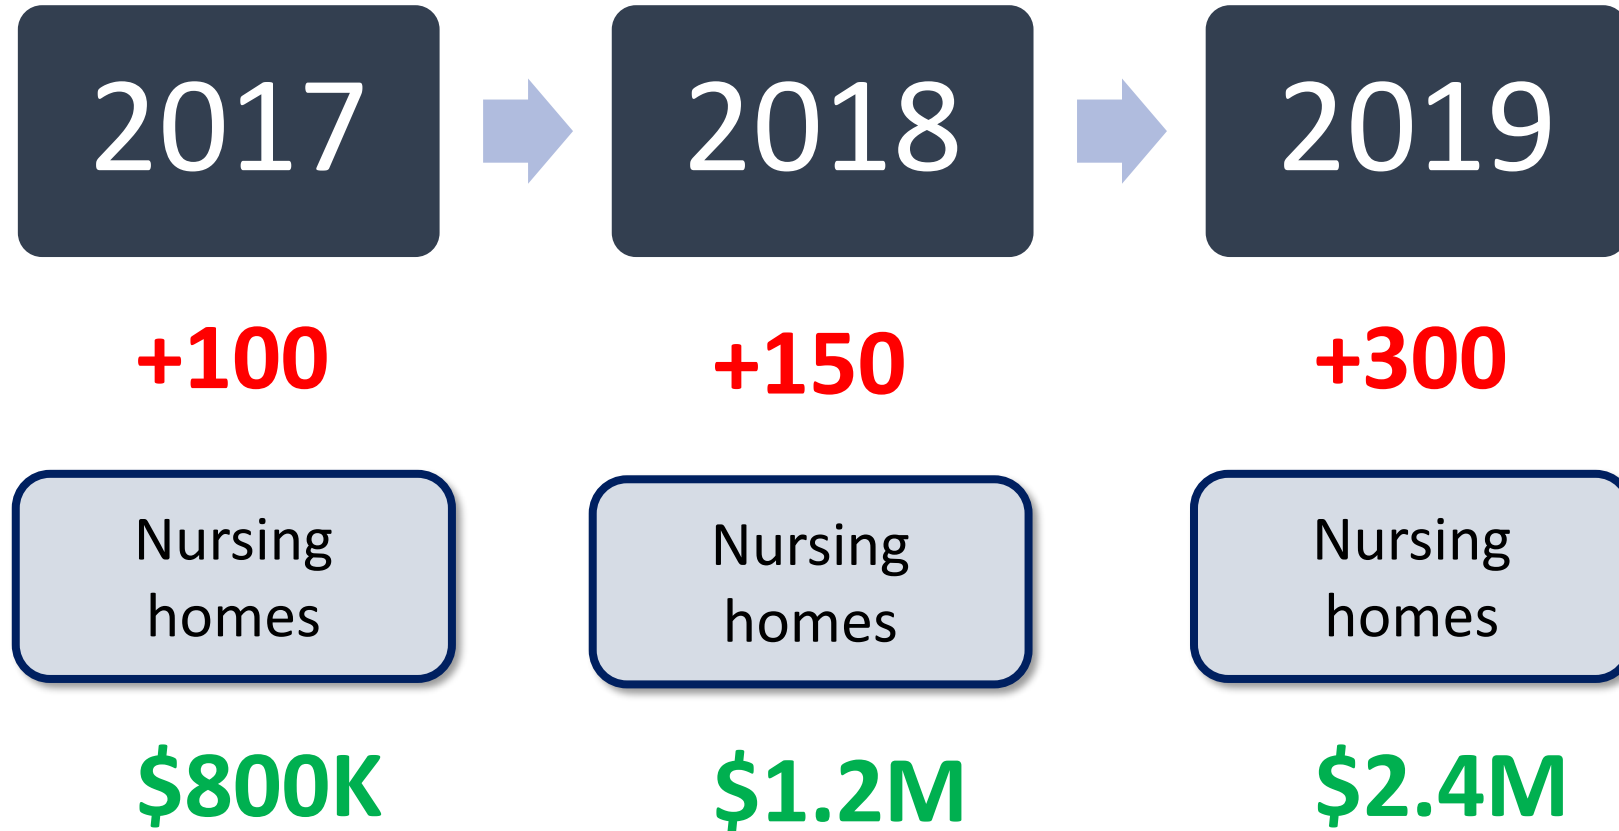 2017
2018
2019
+100
+150
+300
Nursing
homes
Nursing
homes
Nursing
homes
$800K
$1.2M
$2.4M